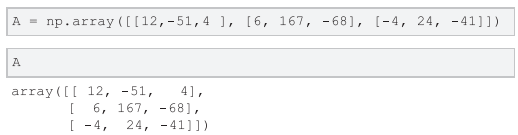 A = np.array([[12,-51,4 ], [6, 167, -68], [-4, 24, -41]])
A
array([[ 12, -51,   4],
       [  6, 167, -68],
       [ -4,  24, -41]])